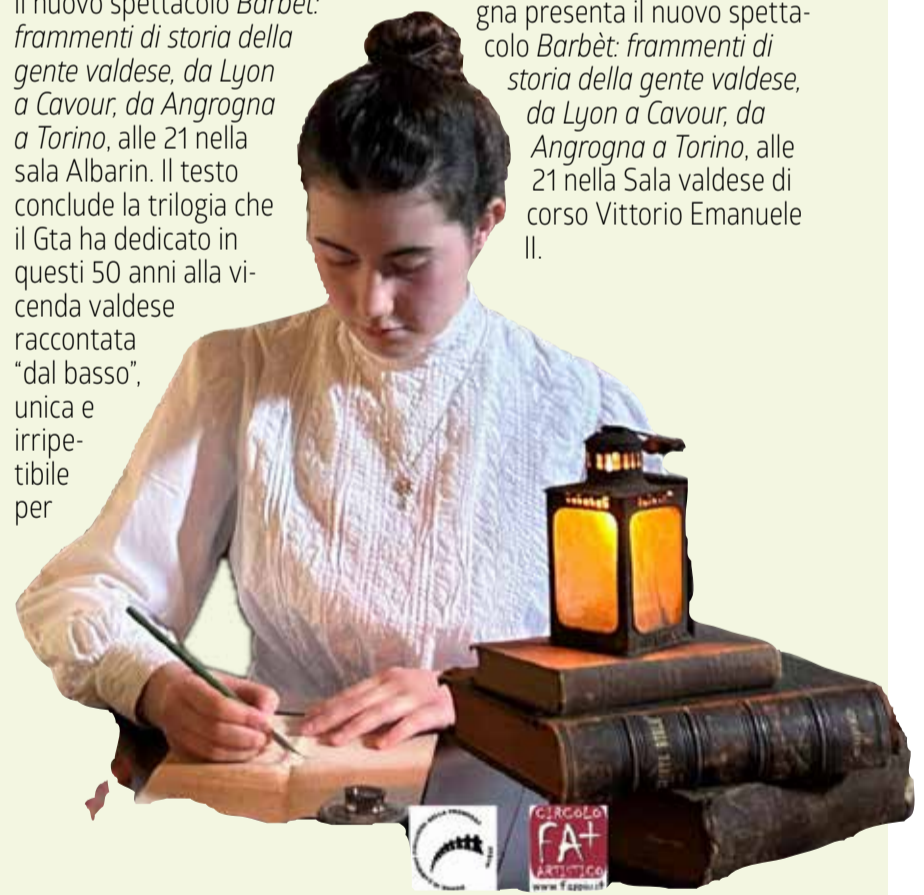 il nuovo spettacolo Barbèt:
frammenti di storia della
gente valdese, da Lyon
a Cavour, da Angrogna
a Torino, alle 21 nella
sala Albarin. Il testo
conclude la trilogia che
il Gta ha dedicato in
questi 50 anni alla vi-
cenda valdese
raccontata
“dal basso”,
unica e
irripe-
tibile
per
gna presenta il nuovo spetta-
colo Barbèt: frammenti di
storia della gente valdese,
da Lyon a Cavour, da
Angrogna a Torino, alle
21 nella Sala valdese di
corso Vittorio Emanuele
II.
CIRCOLO
FA+
ARTISTICO